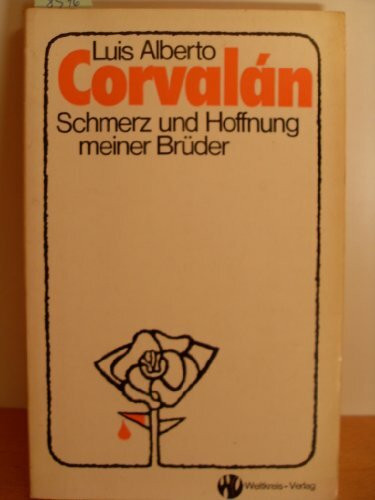 Luis Alberto
Corvalán
Schmerz und Hoffnung
meiner Brüder
Weltkreis-Verlag